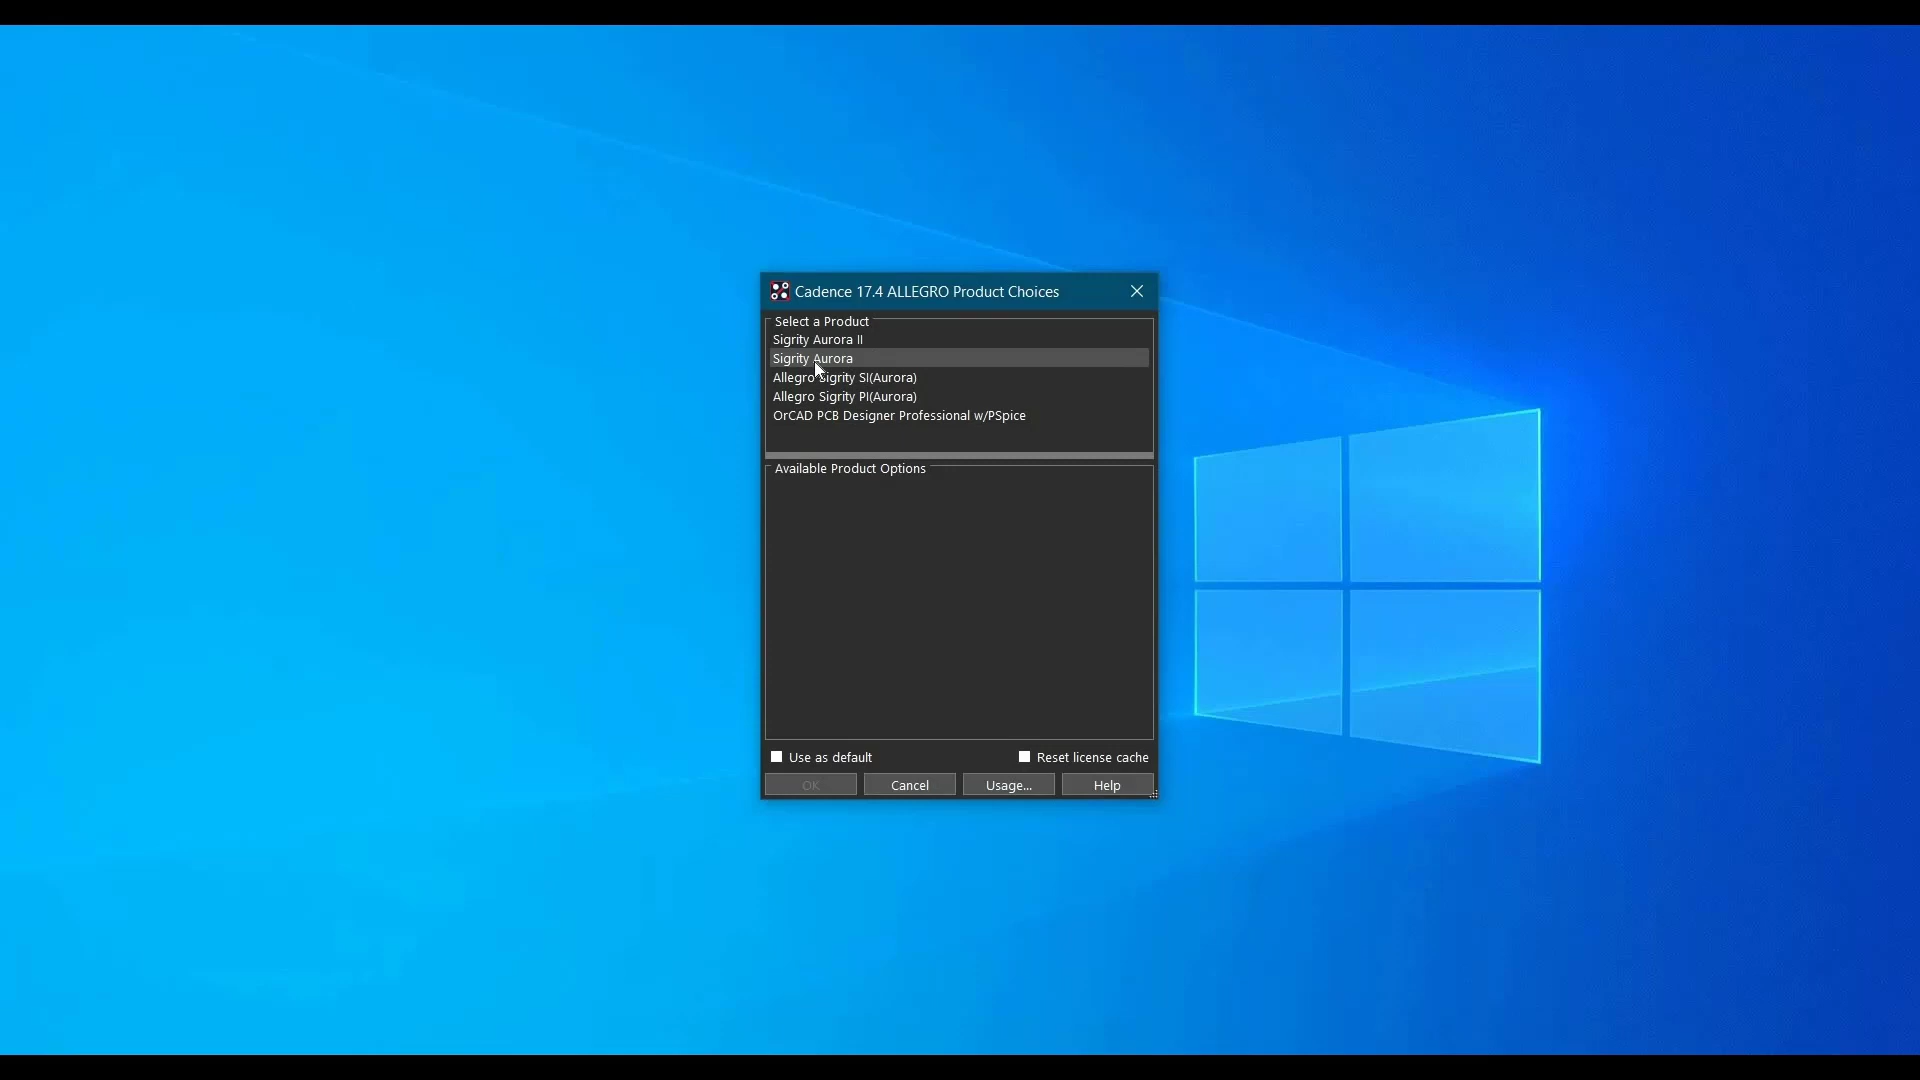 Cadence 17.4 ALLEGRO Product Choices
Select a Product
Sigrity Aurora II
Sigrity Aurora
Allegro Sigrity SI(Aurora)
Allegro Sigrity PI(Aurora)
OrCAD PCB Designer Professional w/PSpice
Available Product Options
Use as default Reset license cache
OK Cancel Usage... Help